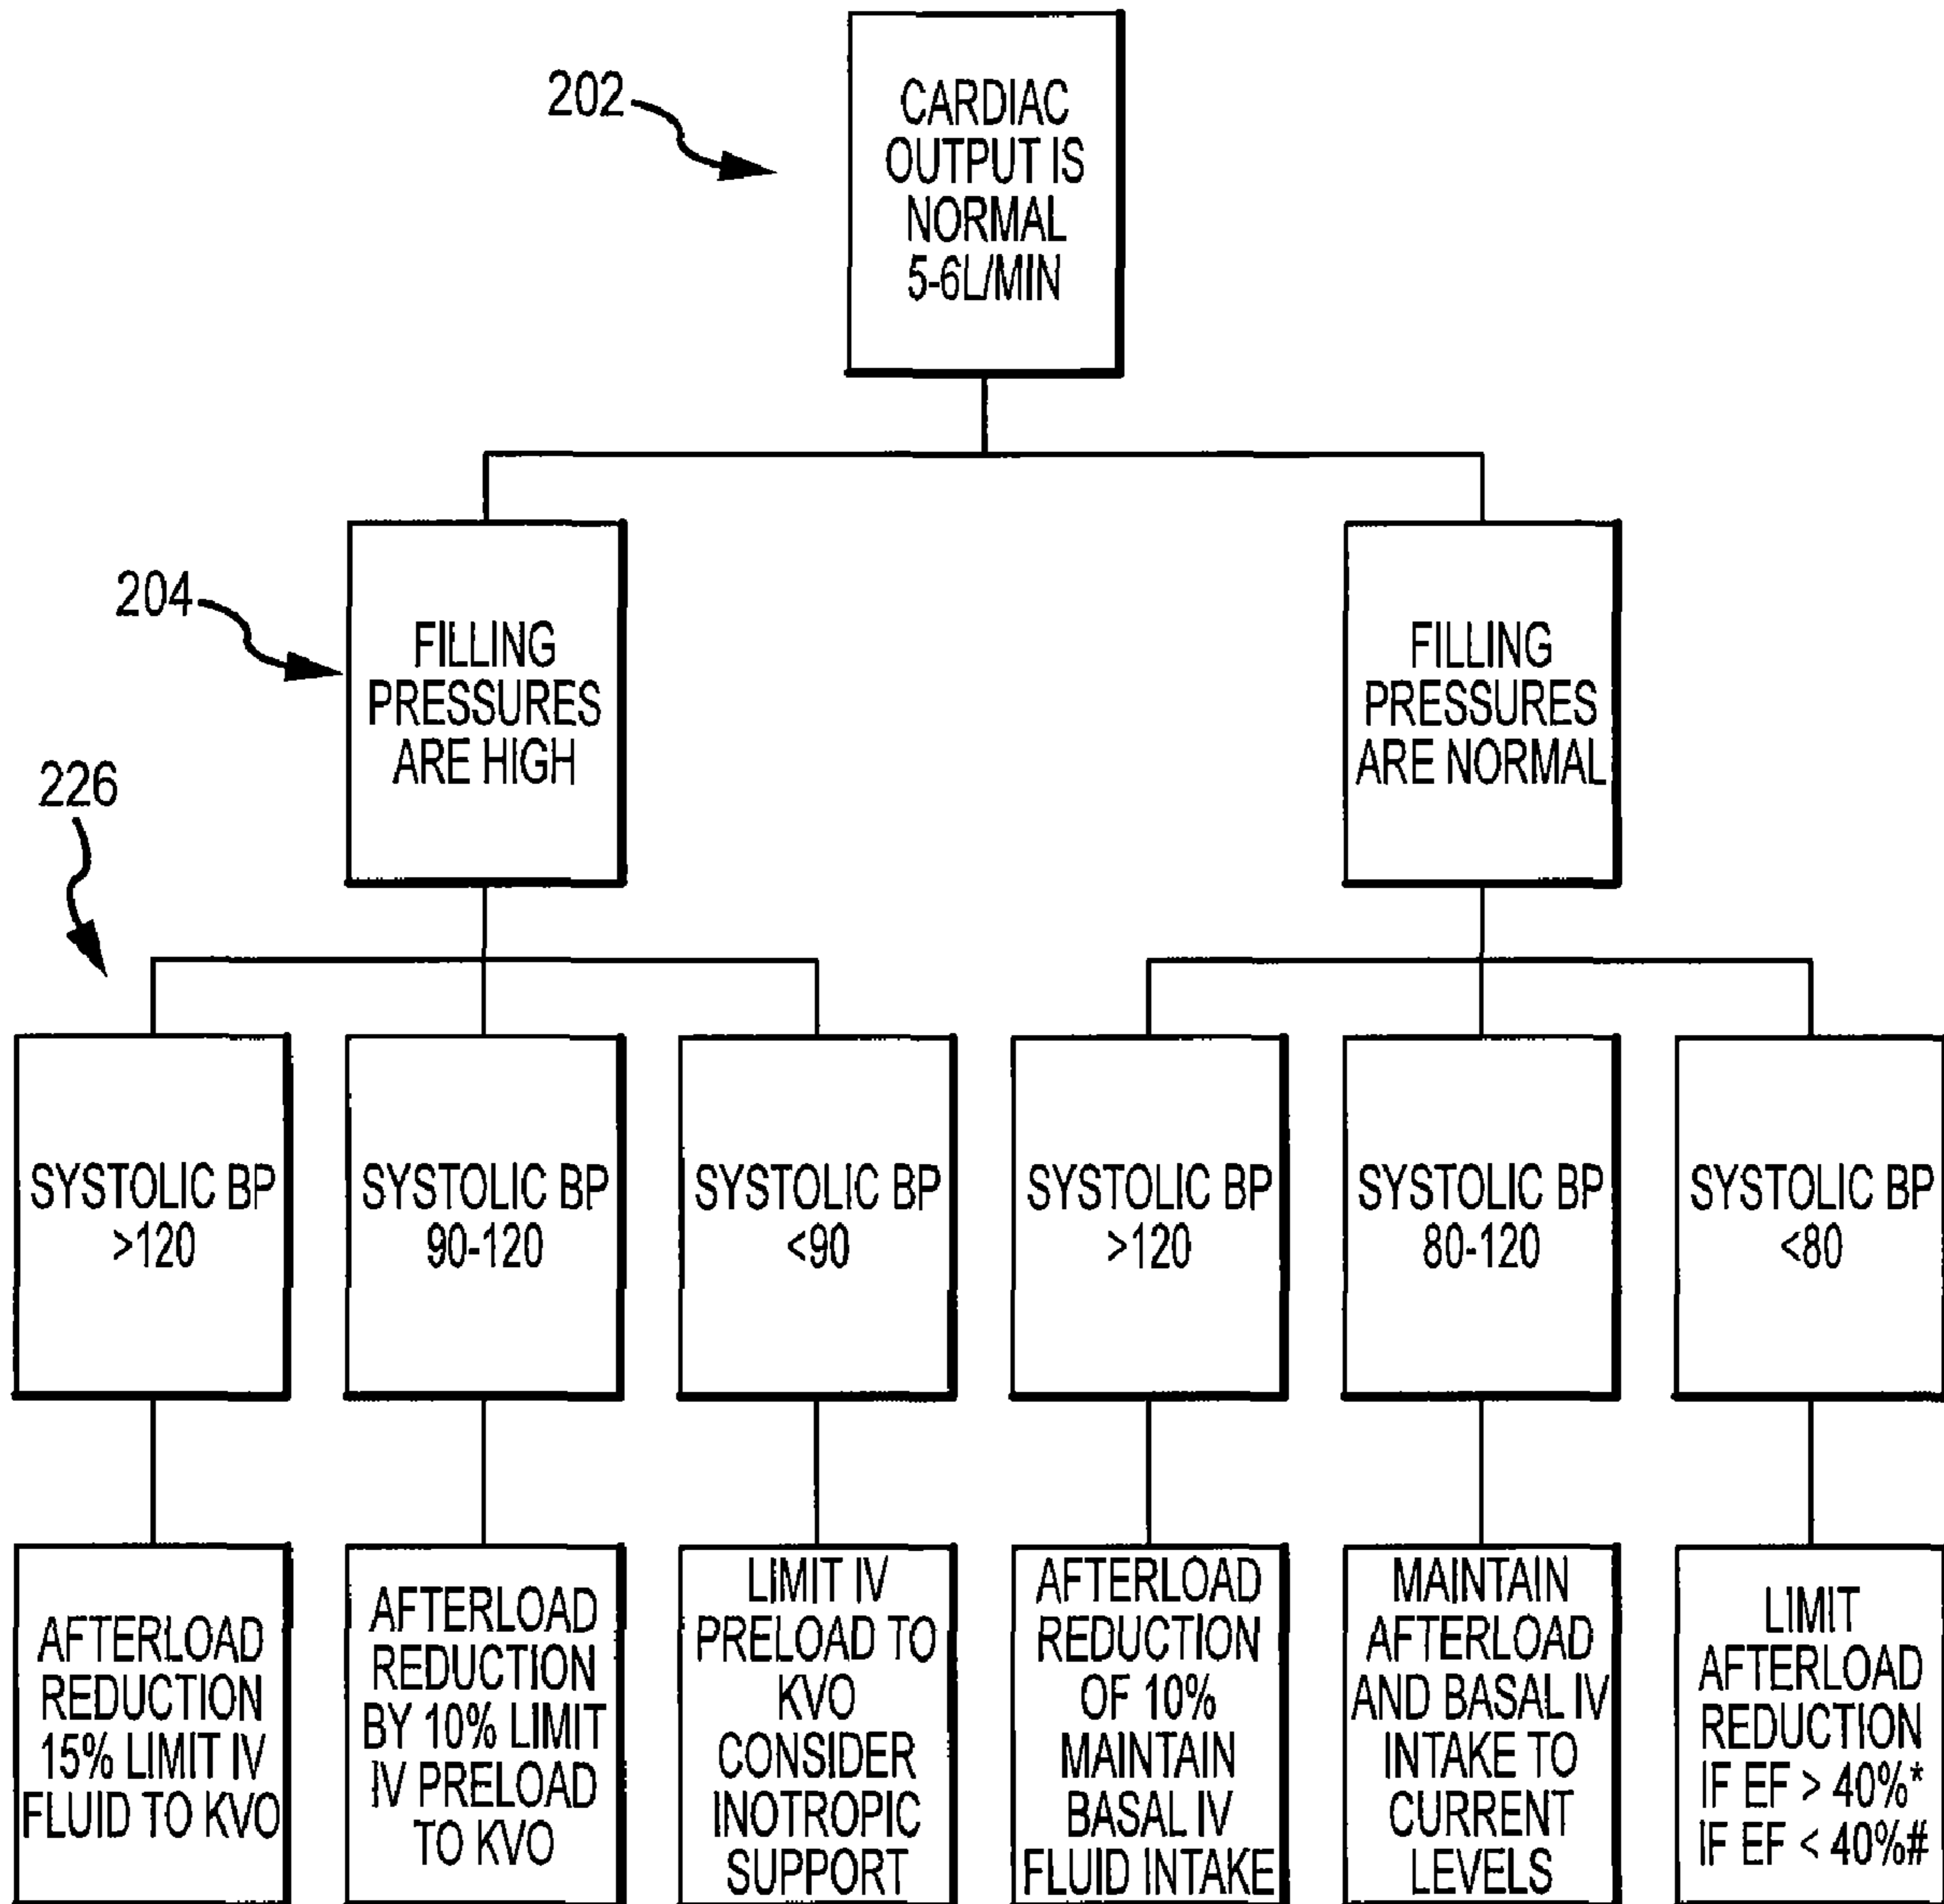 202
CARDIAC
OUTPUT IS
NORMAL
5-6L/MIN
204
FILLING
PRESSURES
ARE HIGH
FILLING
PRESSURES
ARE NORMAL
226
SYSTOLIC BP
>120
SYSTOLIC BP
90-120
SYSTOLIC BP
<90
SYSTOLIC BP
>120
SYSTOLIC BP
80-120
SYSTOLIC BP
<80
AFTERLOAD
REDUCTION
15% LIMIT IV
FLUID TO KVO
AFTERLOAD
REDUCTION
BY 10% LIMIT
IV PRELOAD
TO KVO
LIMIT IV
PRELOAD TO
KVO
CONSIDER
INOTROPIC
SUPPORT
AFTERLOAD
REDUCTION
OF 10%
MAINTAIN
BASAL IV
FLUID INTAKE
MAINTAIN
AFTERLOAD
AND BASAL IV
INTAKE TO
CURRENT
LEVELS
LIMIT
AFTERLOAD
REDUCTION
IF EF > 40%*
IF EF < 40%#